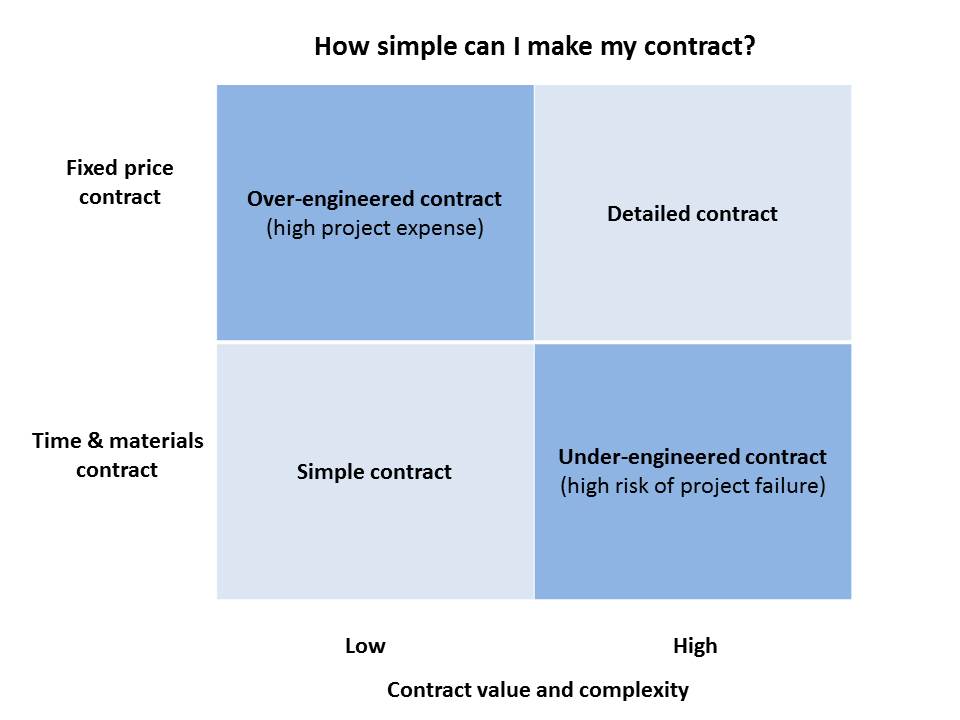 How simple can I make my contract?
Fixed price
contract
Over-engineered contract
(high project expense)
Detailed contract
Time & materials
contract
Simple contract
Under-engineered contract
(high risk of project failure)
Low
High
Contract value and complexity